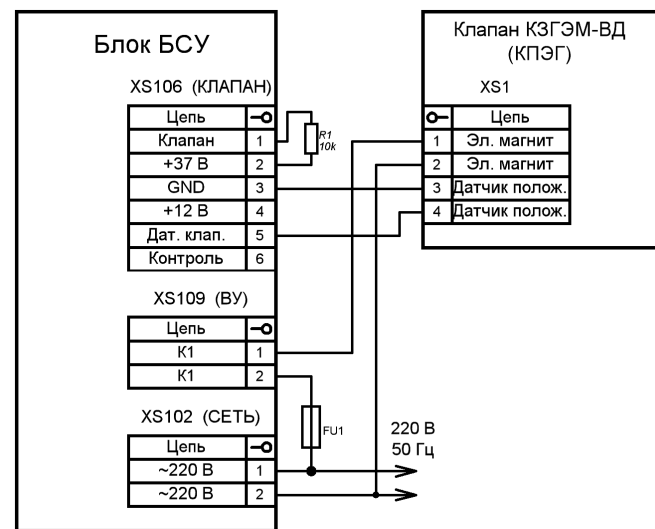 Блок БСУ
XS106 (КЛАПАН)
Цепь
Клапан 1
+37 В 2
GND 3
+12 В 4
Дат. клап. 5
Контроль 6
R1
10k
XS109 (ВУ)
Цепь
К1 1
К1 2
XS102 (СЕТЬ)
Цепь
~220 В 1
~220 В 2
FU1
220 В
50 Гц
Клапан КЗГЭМ-ВД
(КПЭГ)
XS1
Цепь
1 Эл. магнит
2 Эл. магнит
3 Датчик полож.
4 Датчик полож.